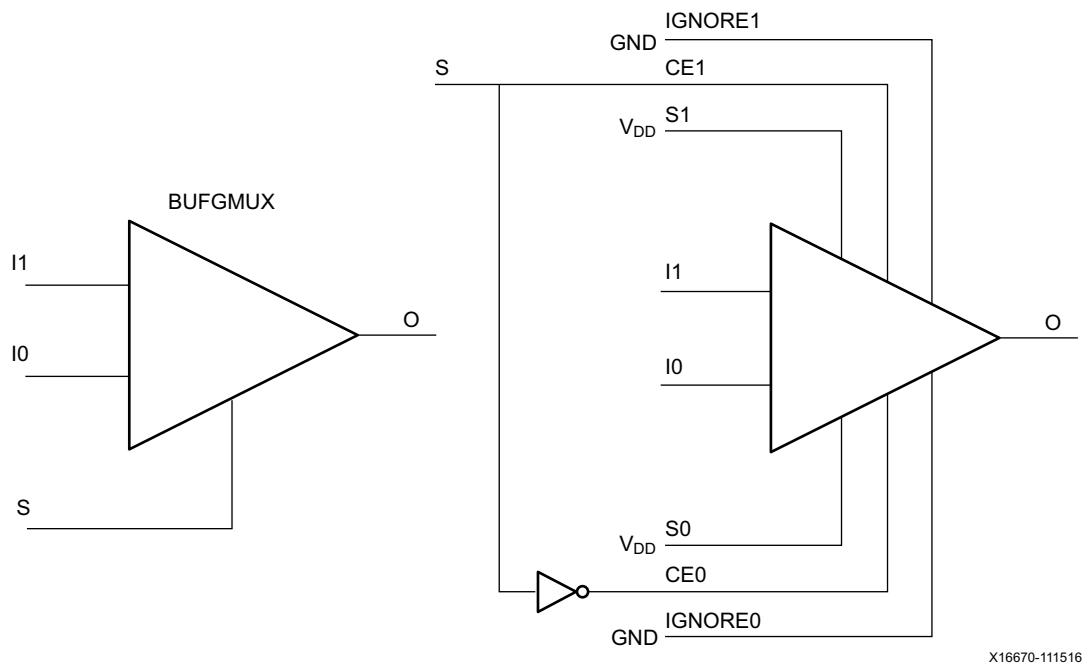 IGNORE1
GND
S
CE1
VDD
S1
BUFGMUX
I1
I0
O
S
I1
I0
O
VDD
S0
CE0
GND
IGNORE0
X16670-111516